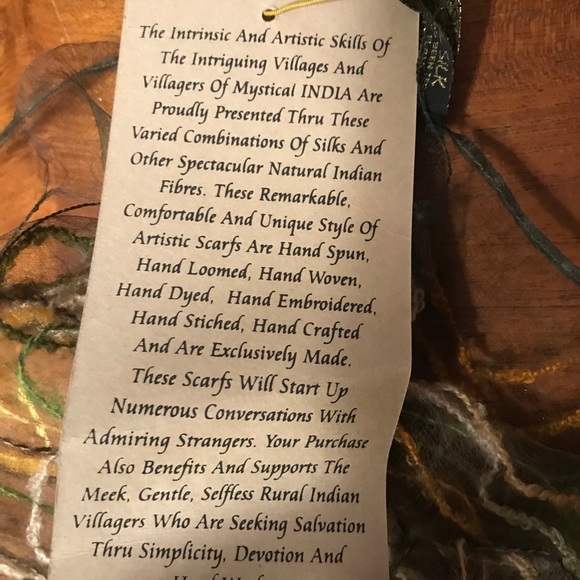 The Intrinsic And Artistic Skills Of
The Intriguing Villages And
Villagers Of Mystical INDIA Are
Proudly Presented Thru These
Varied Combinations Of Silks And
Other Spectacular Natural Indian
Fibres. These Remarkable,
Comfortable And Unique Style Of
Artistic Scarfs Are Hand Spun,
Hand Loomed, Hand Woven,
Hand Dyed, Hand Embroidered,
Hand Stiched, Hand Crafted
And Are Exclusively Made.
These Scarfs Will Start Up
Numerous Conversations With
Admiring Strangers. Your Purchase
Also Benefits And Supports The
Meek, Gentle, Selfless Rural Indian
Villagers Who Are Seeking Salvation
Thru Simplicity, Devotion And
SILK